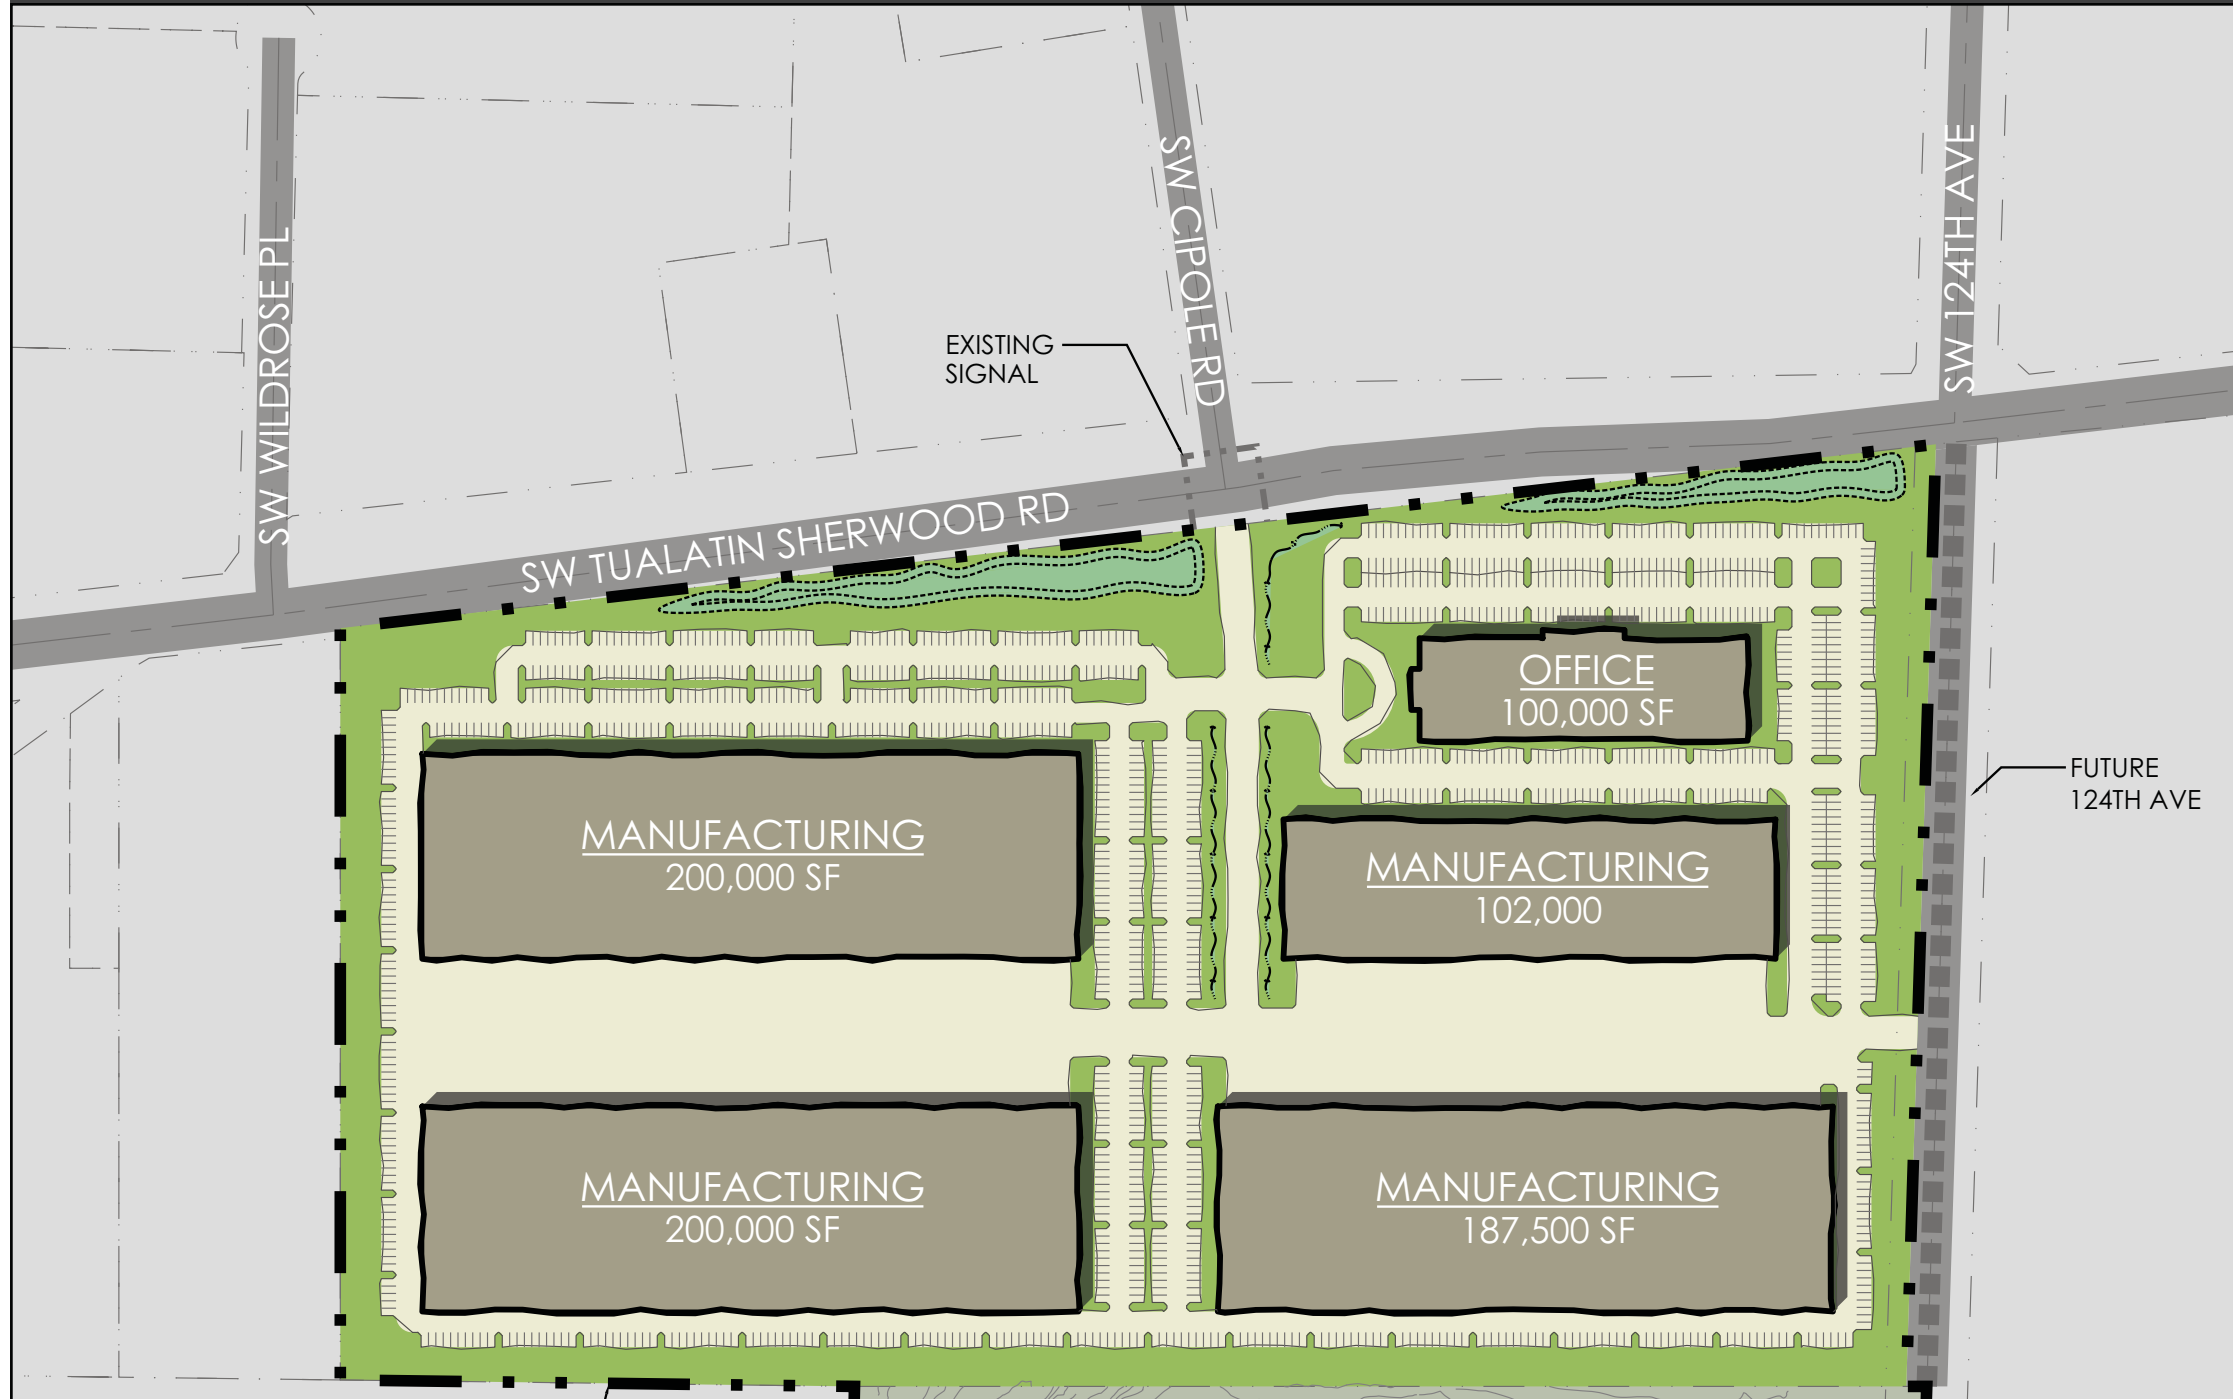 SW WILDROSE PL
SW CIPOLE RD
SW 124TH AVE
EXISTING
SIGNAL
SW TUALATIN SHERWOOD RD
OFFICE
100,000 SF
FUTURE
124TH AVE
MANUFACTURING
200,000 SF
MANUFACTURING
102,000
MANUFACTURING
200,000 SF
MANUFACTURING
187,500 SF